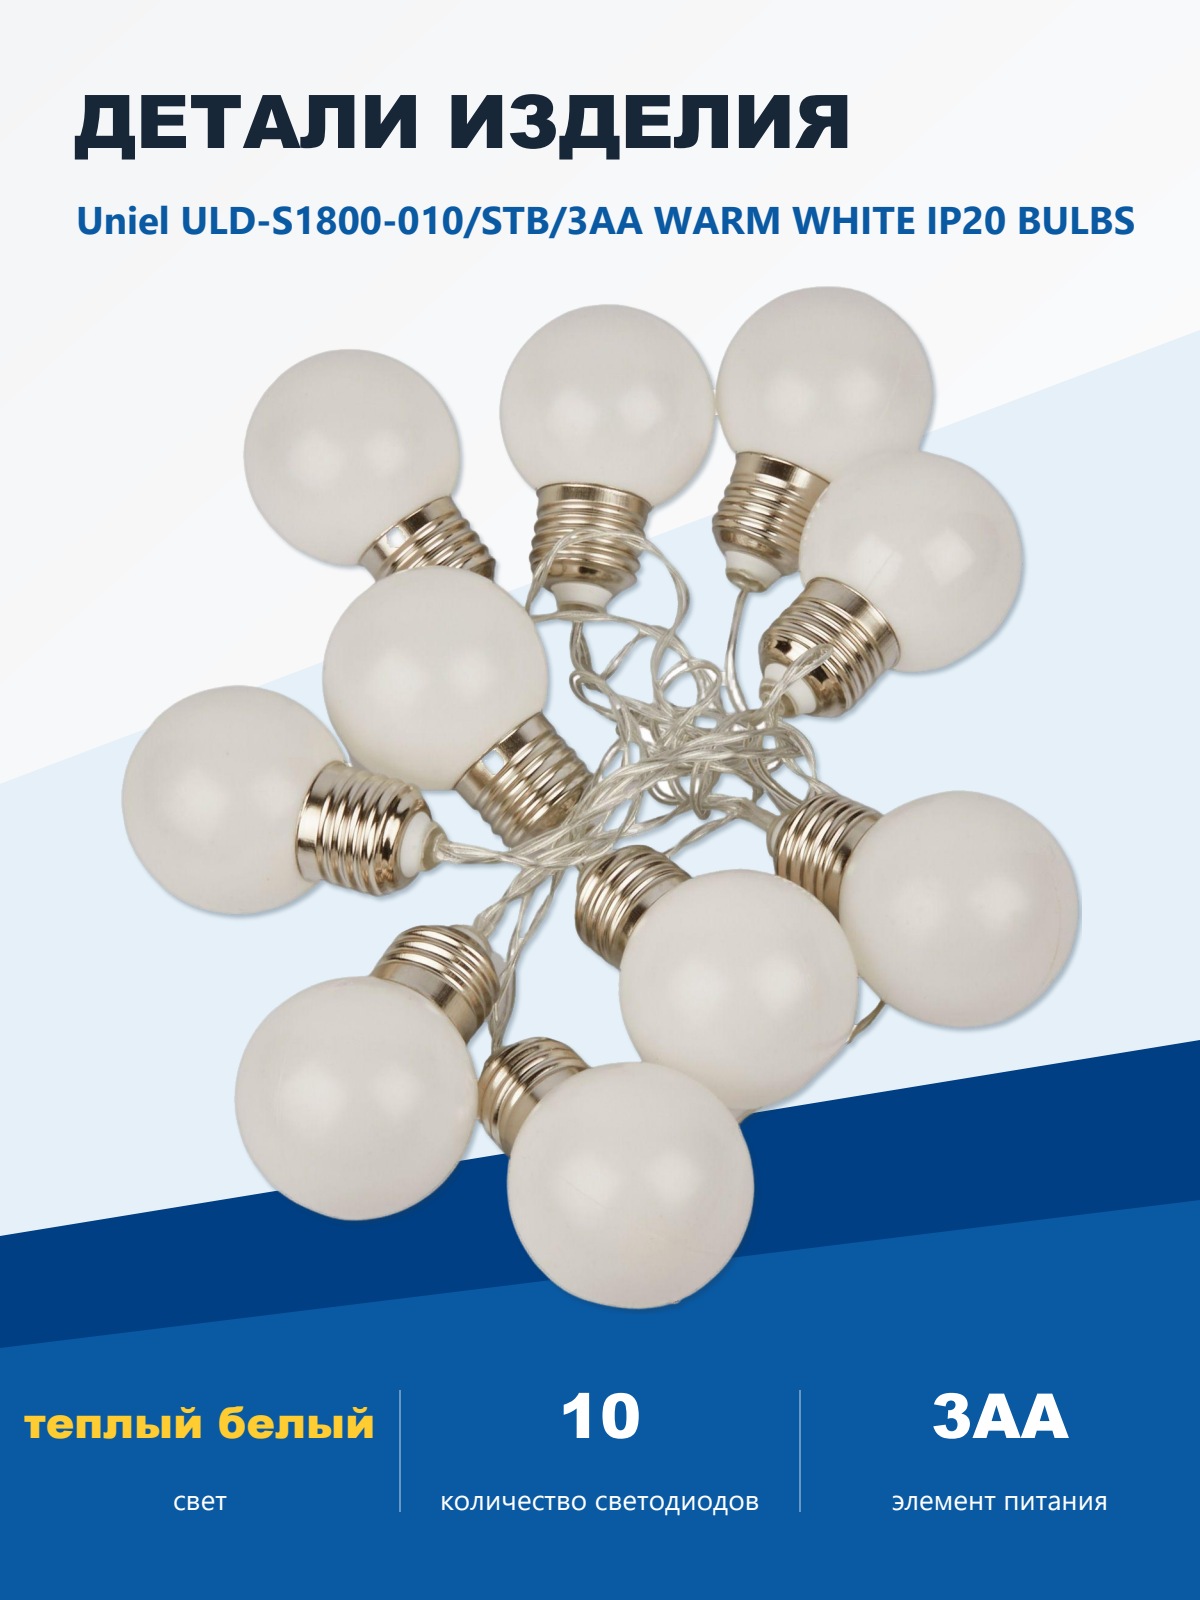 ДЕТАЛИ ИЗДЕЛИЯ
Uniel ULD-S1800-010/STB/3AA WARM WHITE IP20 BULBS
теплый белый
свет
10
количество светодиодов
3AA
элемент питания